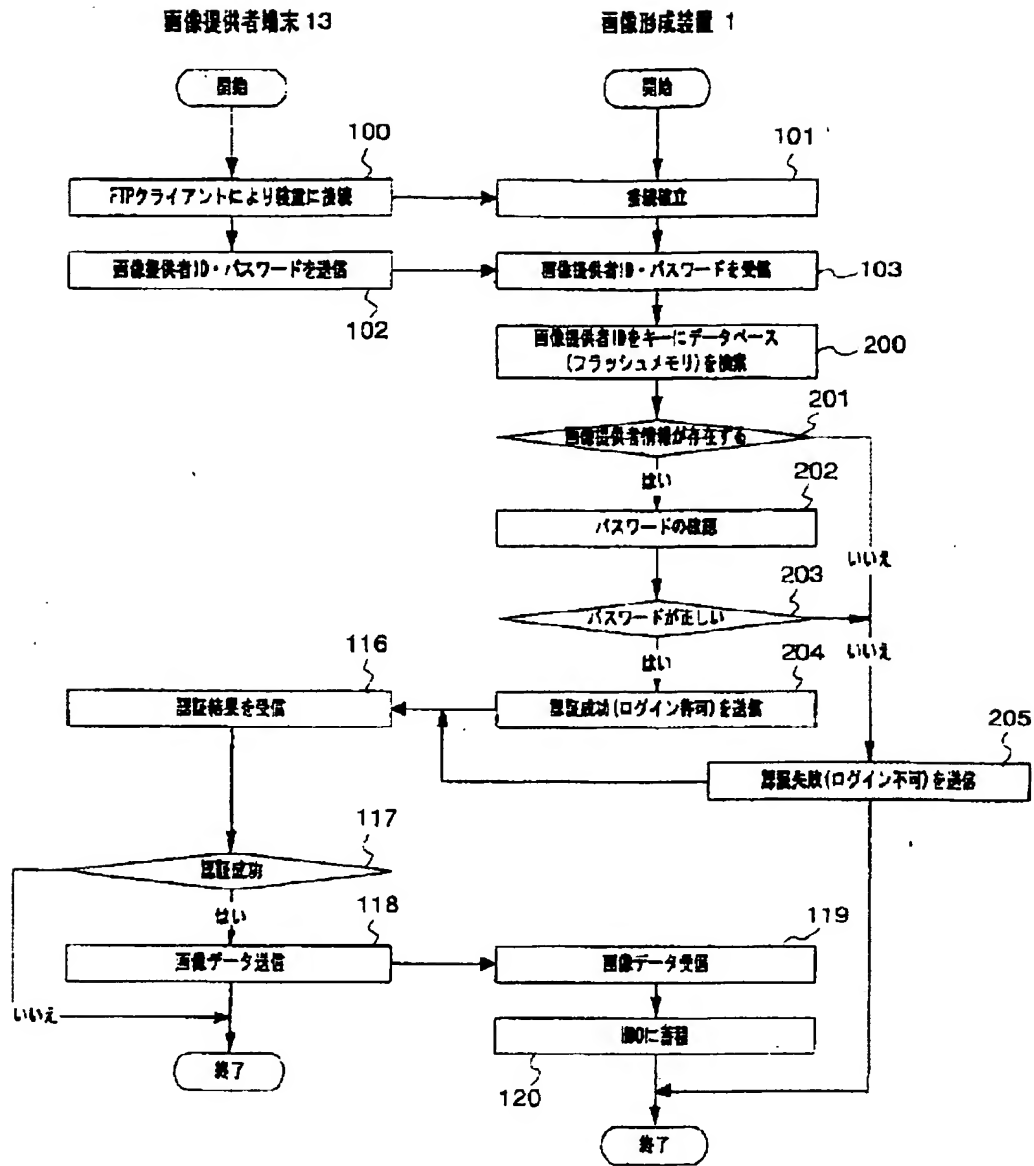 画像提供者端末 13
画像形成装置 1
開始
開始
100
101
FTPクライアントにより装置に接続
接続確立
画像提供者ID・パスワードを送信
画像提供者ID・パスワードを受信
103
102
画像提供者IDをキーにデータベース
(フラッシュメモリ)を検索
200
201
画像提供者情報が存在する
はい
202
パスワードの確認
いいえ
203
パスワードが正しい
はい
いいえ
204
116
認証結果を受信
認証成功(ログイン許可)を送信
205
認証失敗(ログイン不可)を送信
117
認証成功
はい
118
119
画像データ送信
画像データ受信
いいえ
HDDに蓄積
終了
120
終了